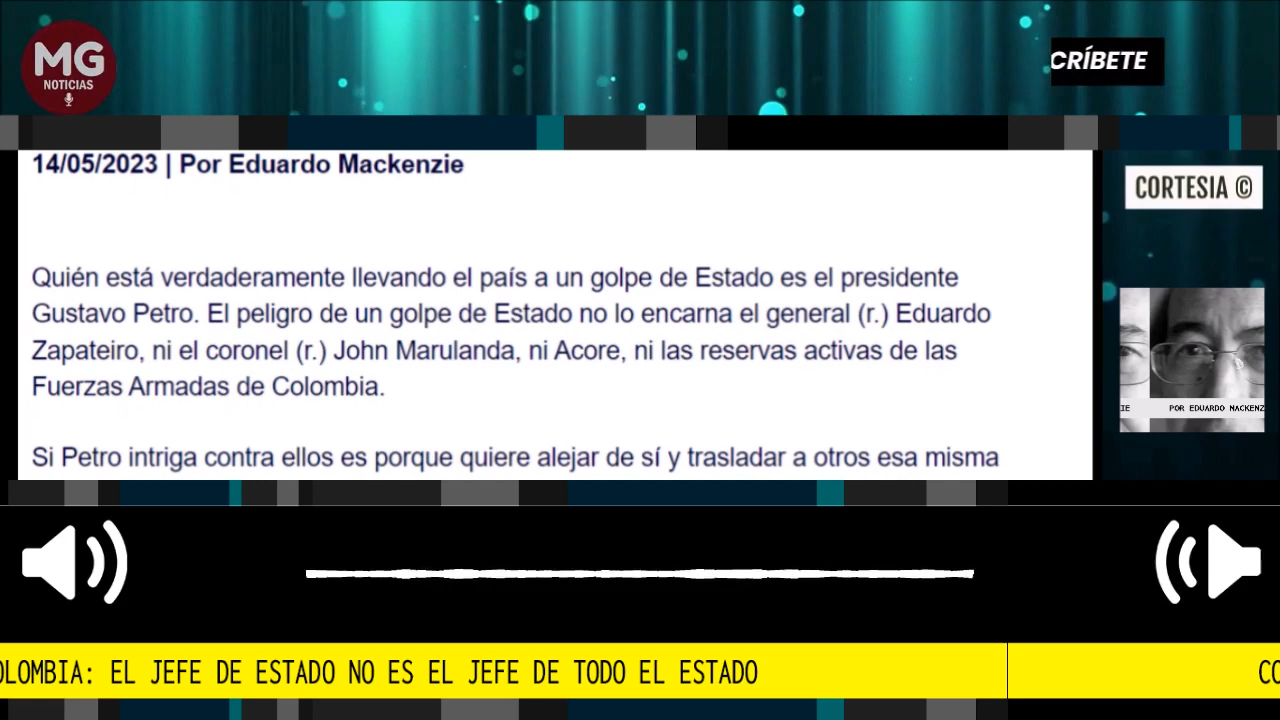 MG
NOTICIAS
CRÍBETE
14/05/2023 | Por Eduardo Mackenzie
CORTESIA ©
Quién está verdaderamente llevando el país a un golpe de Estado es el presidente
Gustavo Petro. El peligro de un golpe de Estado no lo encarna el general (r.) Eduardo
Zapateiro, ni el coronel (r.) John Marulanda, ni Acore, ni las reservas activas de las
Fuerzas Armadas de Colombia.
Si Petro intriga contra ellos es porque quiere alejar de sí y trasladar a otros esa misma
IE POR EDUARDO MACKENZ
OLOMBIA: EL JEFE DE ESTADO NO ES EL JEFE DE TODO EL ESTADO
CO